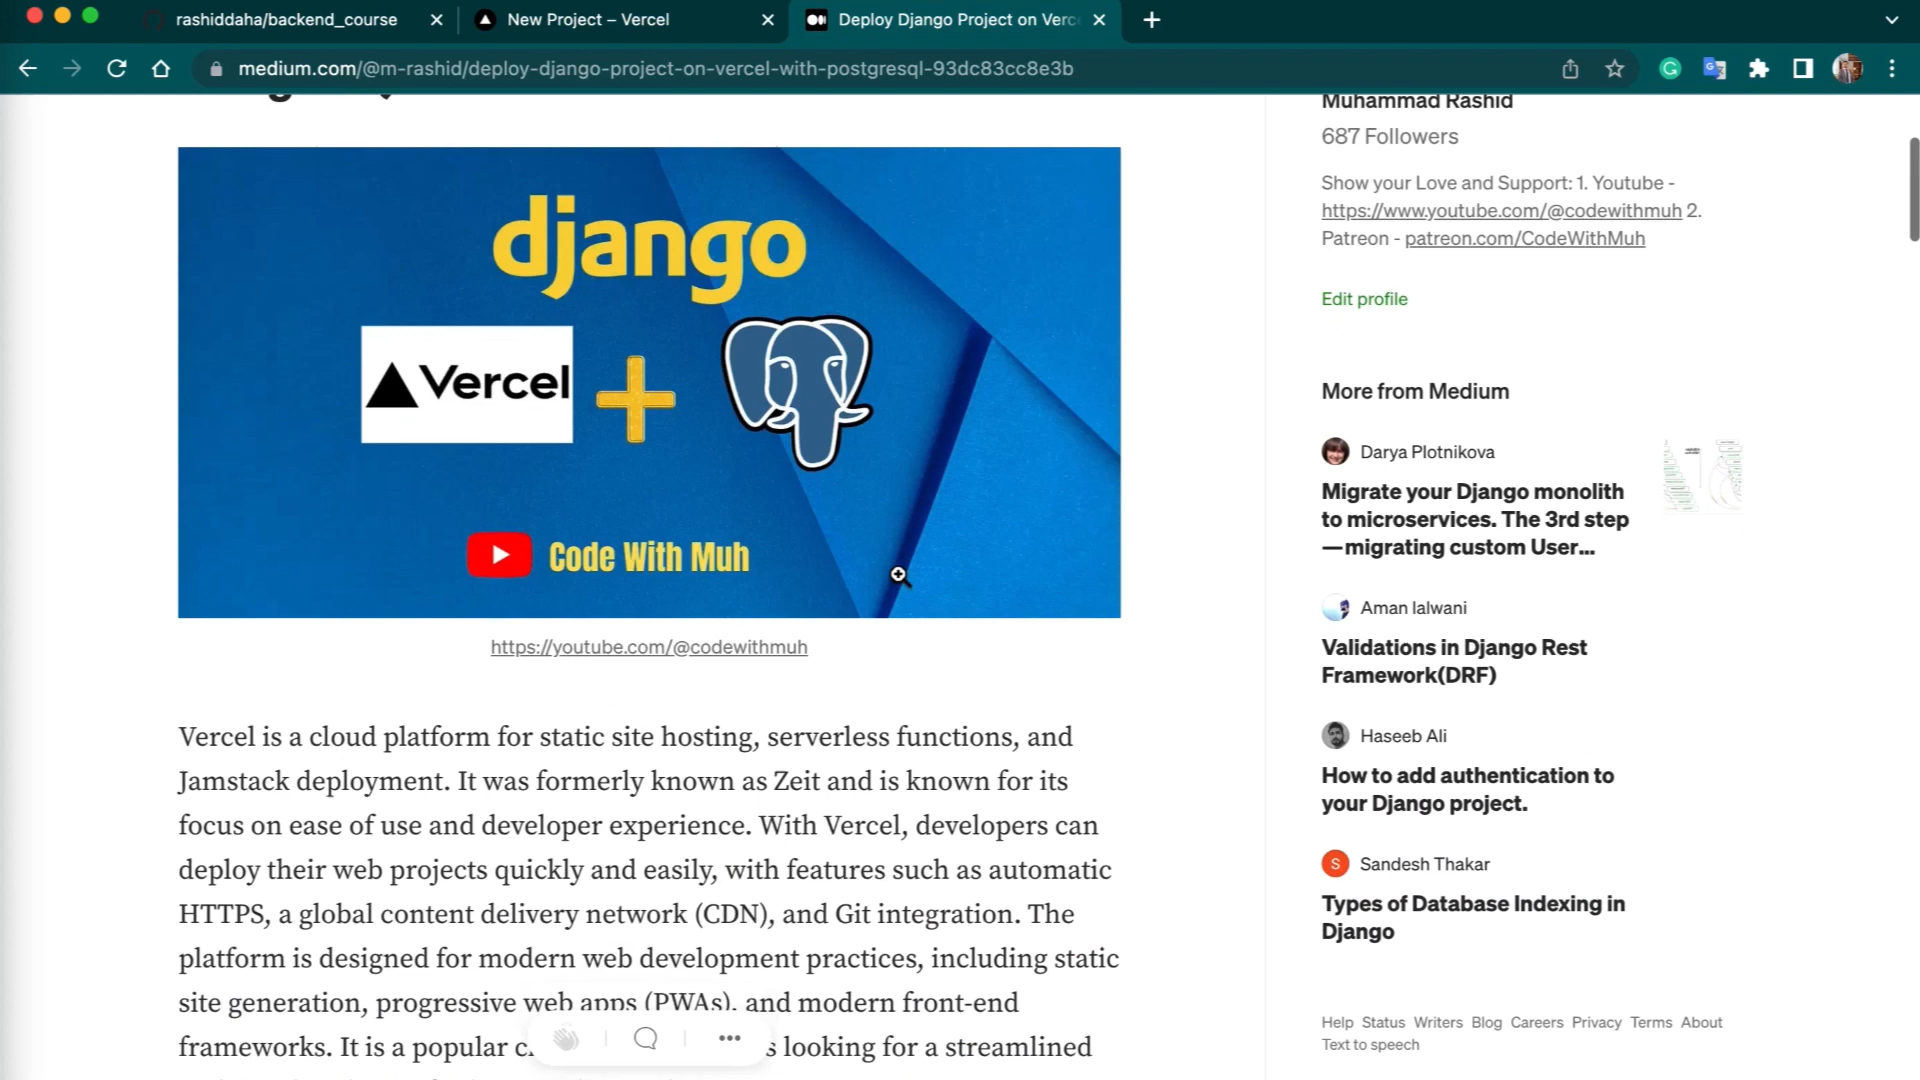 rashiddaha/backend_course
New Project – Vercel
Deploy Django Project on Verc
medium.com/@m-rashid/deploy-django-project-on-vercel-with-postgresql-93dc83cc8e3b
django
Vercel
Code With Muh
https://youtube.com/@codewithmuh
Vercel is a cloud platform for static site hosting, serverless functions, and
Jamstack deployment. It was formerly known as Zeit and is known for its
focus on ease of use and developer experience. With Vercel, developers can
deploy their web projects quickly and easily, with features such as automatic
HTTPS, a global content delivery network (CDN), and Git integration. The
platform is designed for modern web development practices, including static
site generation, progressive web apps (PWAs), and modern front-end
frameworks. It is a popular c s looking for a streamlined
Muhammad Rashid
687 Followers
Show your Love and Support: 1. Youtube -
https://www.youtube.com/@codewithmuh 2.
Patreon - patreon.com/CodeWithMuh
Edit profile
More from Medium
Darya Plotnikova
Migrate your Django monolith
to microservices. The 3rd step
—migrating custom User...
Aman lalwani
Validations in Django Rest
Framework(DRF)
Haseeb Ali
How to add authentication to
your Django project.
S Sandesh Thakar
Types of Database Indexing in
Django
Help Status Writers Blog Careers Privacy Terms About
Text to speech